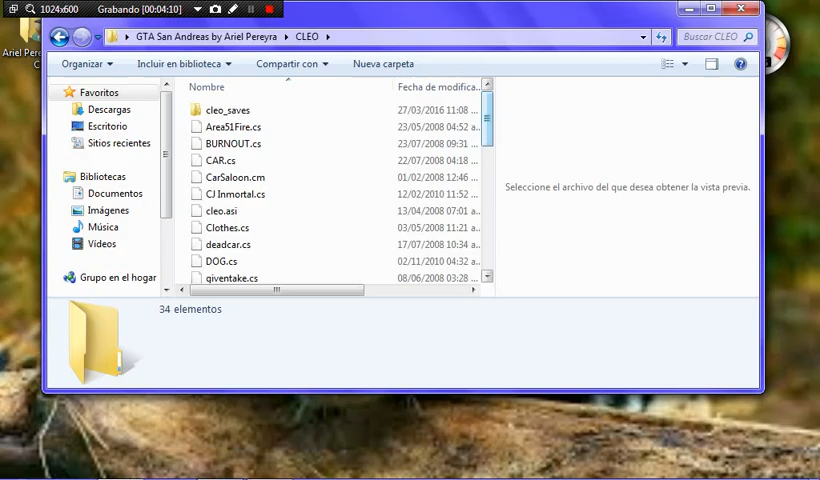 1024x600 Grabando [00:04:10]
GTA San Andreas by Ariel Pereyra CLEO Buscar CLEO
Ariel Pere
C
Organizar Incluir en biblioteca Compartir con Nueva carpeta
Favoritos
Descargas
Escritorio
Sitios recientes
Bibliotecas
Documentos
Imágenes
Música
Vídeos
Grupo en el hogar
Nombre Fecha de modifica...
cleo_saves 27/03/2016 11:08 ...
Area51Fire.cs 23/05/2008 04:52 a..
BURNOUT.cs 23/07/2008 09:31 ...
CAR.cs 22/07/2008 04:18 ...
CarSaloon.cm 01/02/2008 12:46 ...
CJ Inmortal.cs 12/02/2010 11:52 ...
cleo.asi 13/04/2008 07:01 a..
Clothes.cs 03/05/2008 11:21 ...
deadcar.cs 17/07/2008 10:34 ...
DOG.cs 02/11/2010 04:32 a..
giventake.cs 08/06/2008 03:28 ...
Seleccione el archivo del que desea obtener la vista previa.
34 elementos